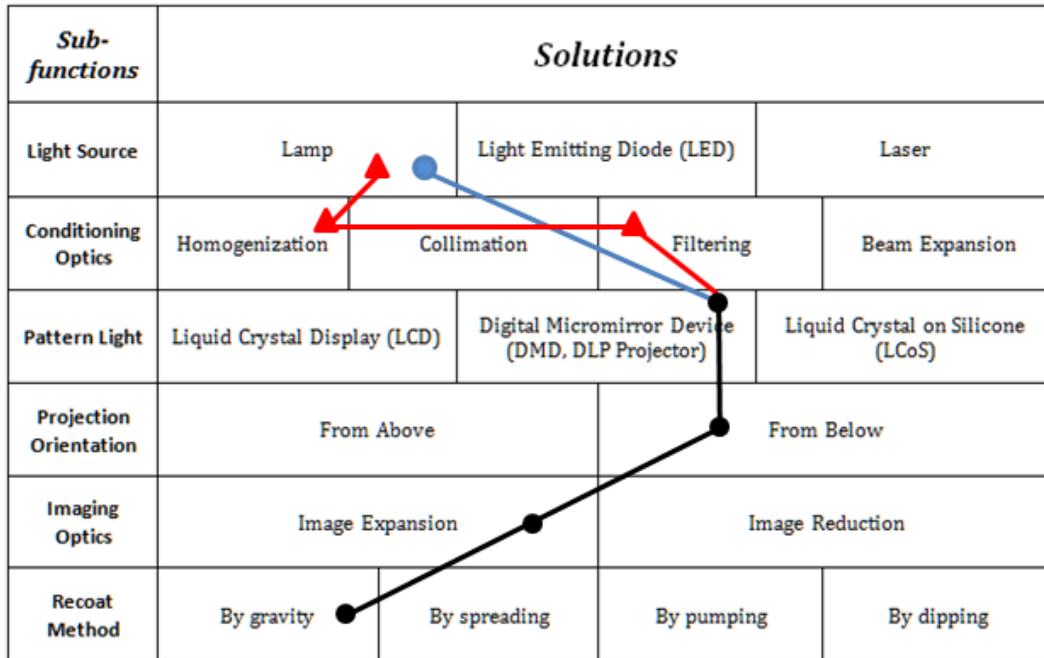 Sub-
functions
Solutions
Light Source
Lamp
Light Emitting Diode (LED)
Laser
Conditioning
Optics
Homogenization
Collimation
Filtering
Beam Expansion
Pattern Light
Liquid Crystal Display (LCD)
Digital Micromirror Device
(DMD, DLP Projector)
Liquid Crystal on Silicone
(LCoS)
Projection
Orientation
From Above
From Below
Imaging
Optics
Image Expansion
Image Reduction
Recoat
Method
By gravity
By spreading
By pumping
By dipping